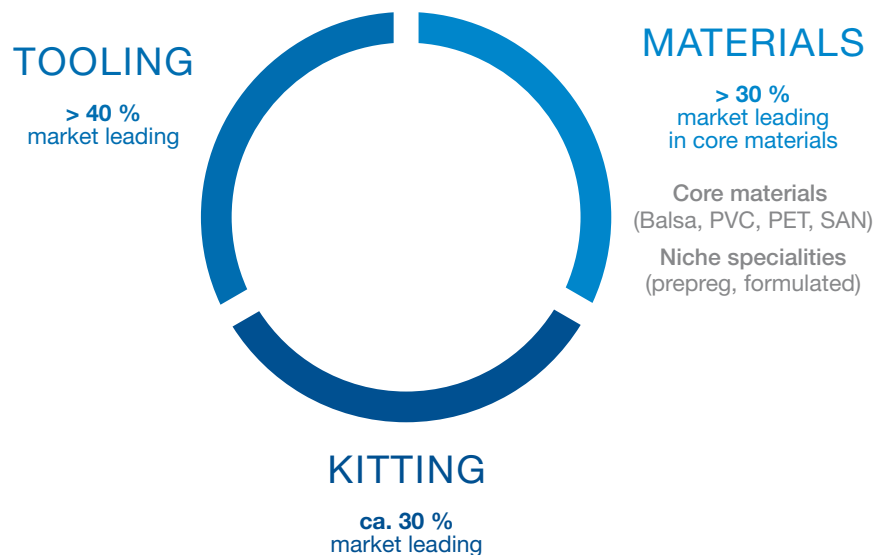 TOOLING
> 40 %
market leading
MATERIALS
> 30 %
market leading
in core materials
Core materials
(Balsa, PVC, PET, SAN)
Niche specialities
(prepreg, formulated)
KITTING
ca. 30 %
market leading